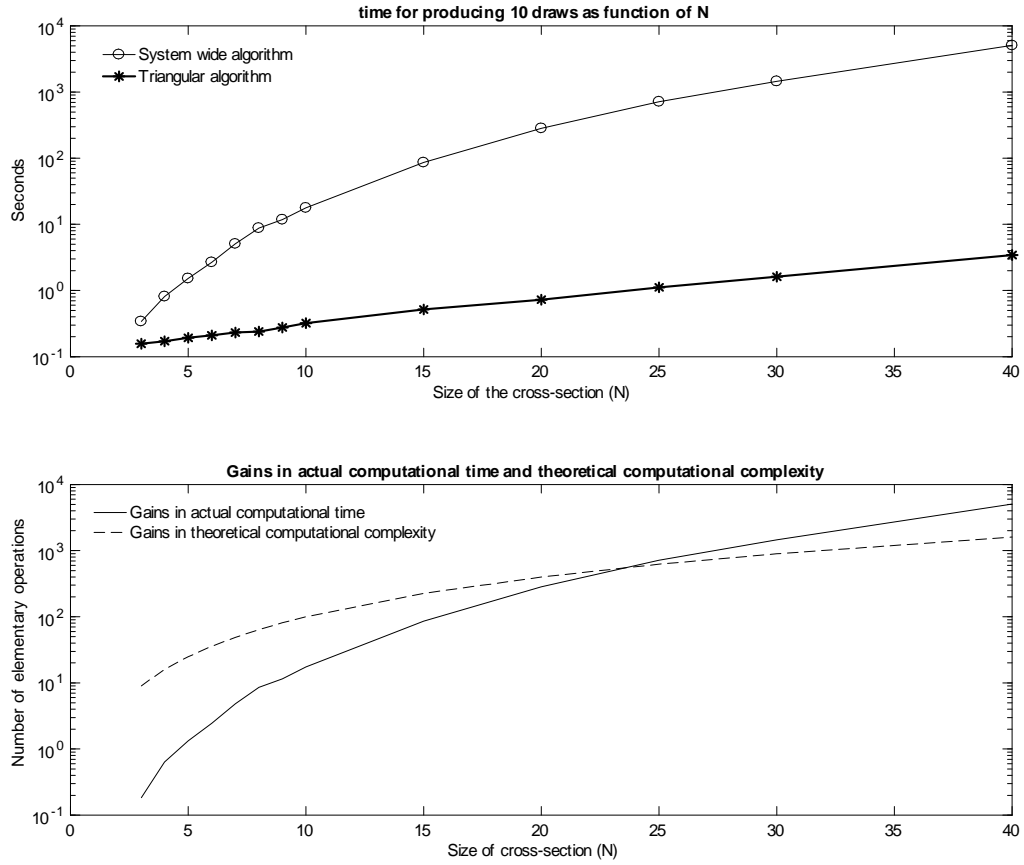 time for producing 10 draws as function of N
10^4
10^3
10^2
10^1
10^0
10^-1
Seconds
System wide algorithm
Triangular algorithm
0 5 10 15 20 25 30 35 40
Size of the cross-section (N)
Gains in actual computational time and theoretical computational complexity
10^4
10^3
10^2
10^1
10^0
10^-1
Number of elementary operations
Gains in actual computational time
Gains in theoretical computational complexity
0 5 10 15 20 25 30 35 40
Size of cross-section (N)